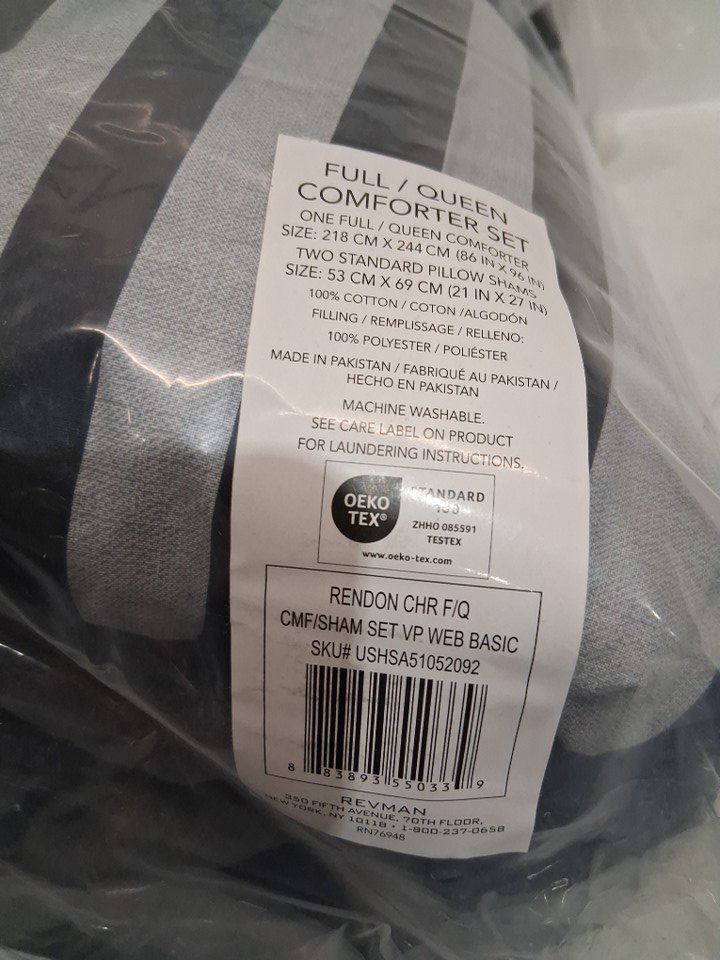 FULL / QUEEN
COMFORTER SET
ONE FULL / QUEEN COMFORTER
SIZE: 218 CM X 244 CM (86 IN X 96 IN)
TWO STANDARD PILLOW SHAMS
SIZE: 53 CM X 69 CM (21 IN X 27 IN)
100% COTTON / COTON /ALGODÓN
FILLING / REMPLISSAGE / RELLENO:
100% POLYESTER / POLIÉSTER
MADE IN PAKISTAN / FABRIQUÉ AU PAKISTAN /
HECHO EN PAKISTAN
MACHINE WASHABLE.
SEE CARE LABEL ON PRODUCT
FOR LAUNDERING INSTRUCTIONS.
OEKO
TEX®
STANDARD
100
ZHHO 085591
TESTEX
www.oeko-tex.com
RENDON CHR F/Q
CMF/SHAM SET VP WEB BASIC
SKU# USHSA51052092
8 83893 55033 9
REVMAN
350 FIFTH AVENUE, 70TH FLOOR,
NEW YORK, NY 10118 • 1-800-237-0658
RN76948